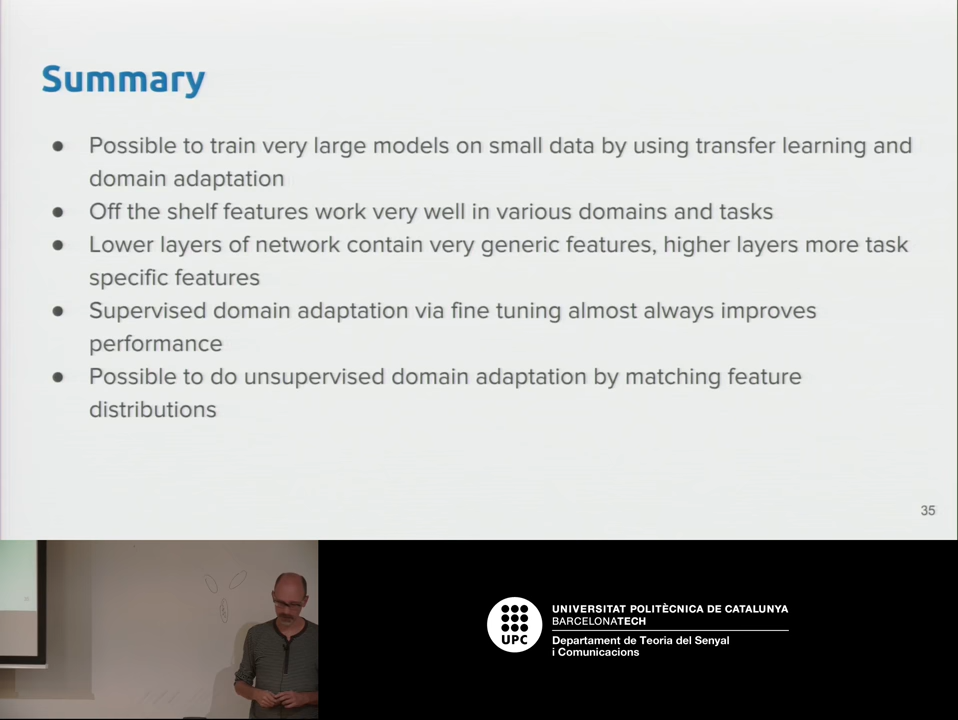 Summary
● Possible to train very large models on small data by using transfer learning and
domain adaptation
● Off the shelf features work very well in various domains and tasks
● Lower layers of network contain very generic features, higher layers more task
specific features
● Supervised domain adaptation via fine tuning almost always improves
performance
● Possible to do unsupervised domain adaptation by matching feature
distributions
35
UPC
UNIVERSITAT POLITÈCNICA DE CATALUNYA
BARCELONATECH
Departament de Teoria del Senyal
i Comunicacions